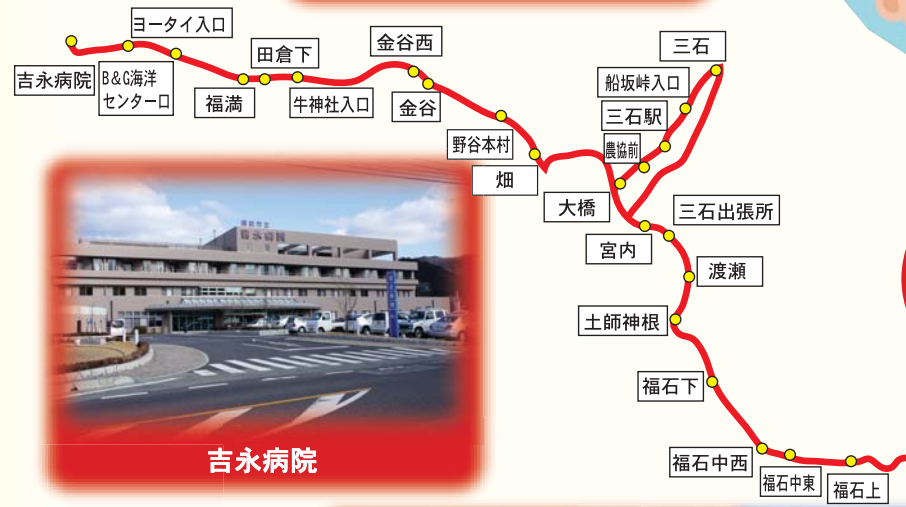 ヨータイ入口
吉永病院
B&G海洋
センター口
福満
田倉下
牛神社入口
金谷西
金谷
野谷本村
畑
三石
船坂峠入口
三石駅
農協前
大橋
宮内
三石出張所
渡瀬
土師神根
福石下
福石中西
福石中東
福石上
吉永病院
吉永病院